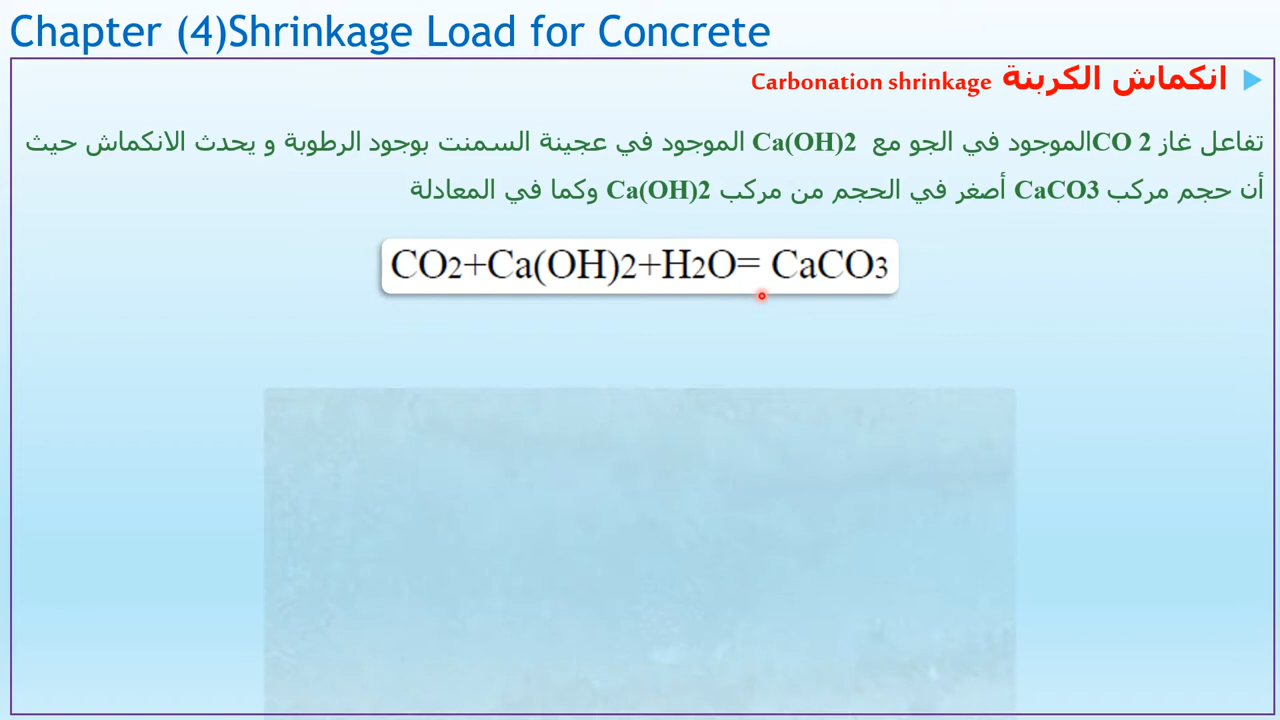 Chapter (4)Shrinkage Load for Concrete
انكماش الكربنة Carbonation shrinkage
تفاعل غاز CO 2الموجود في الجو مع Ca(OH)2 الموجود في عجينة السمنت بوجود الرطوبة و يحدث الانكماش حيث
أن حجم مركب CaCO3 أصغر في الحجم من مركب Ca(OH)2 وكما في المعادلة
CO2+Ca(OH)2+H2O= CaCO3